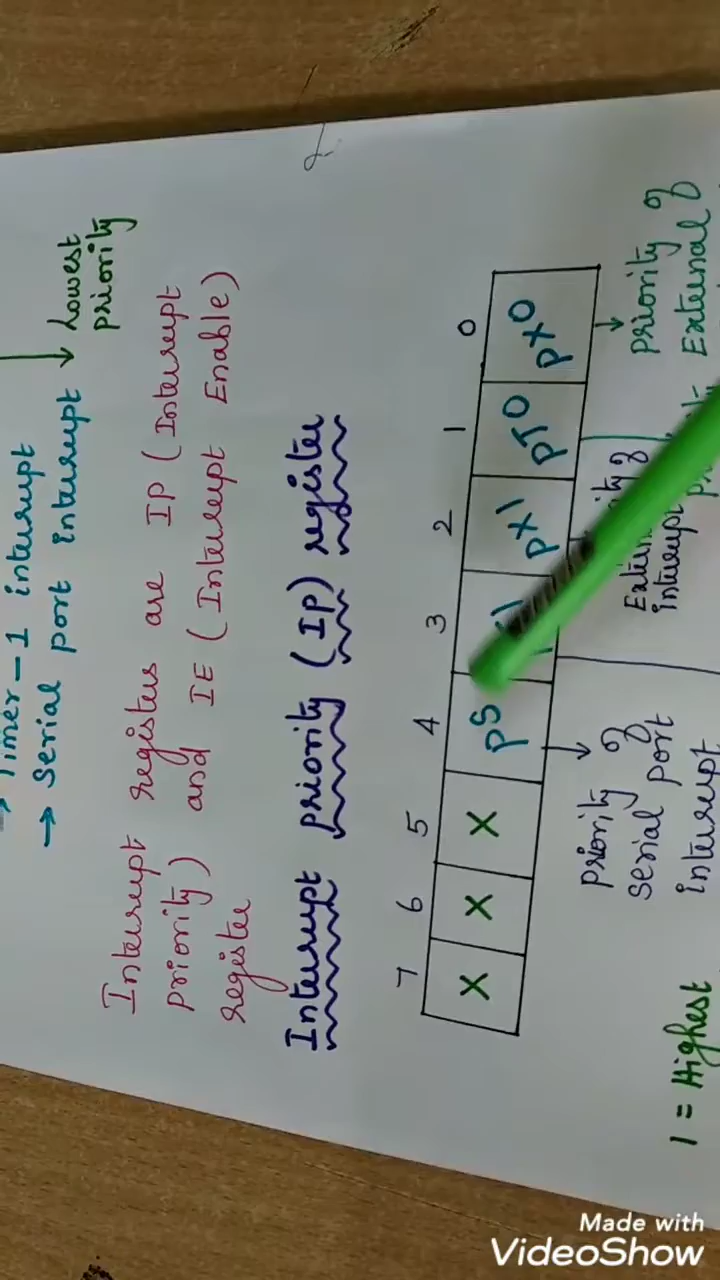 → Timer-1 interrupt
→ serial port interrupt → Lowest
priority
Interrupt registers are IP (Interrupt
priority) and IE (Interrupt Enable)
register
Interrupt priority (IP) register
7 6 5 4 3 2 1 0
X X X PS PX1 PT0 PX0
priority of
serial port
interrupt
Extern
interrupt
priority of
External
1 = Highest
Made with
VideoShow